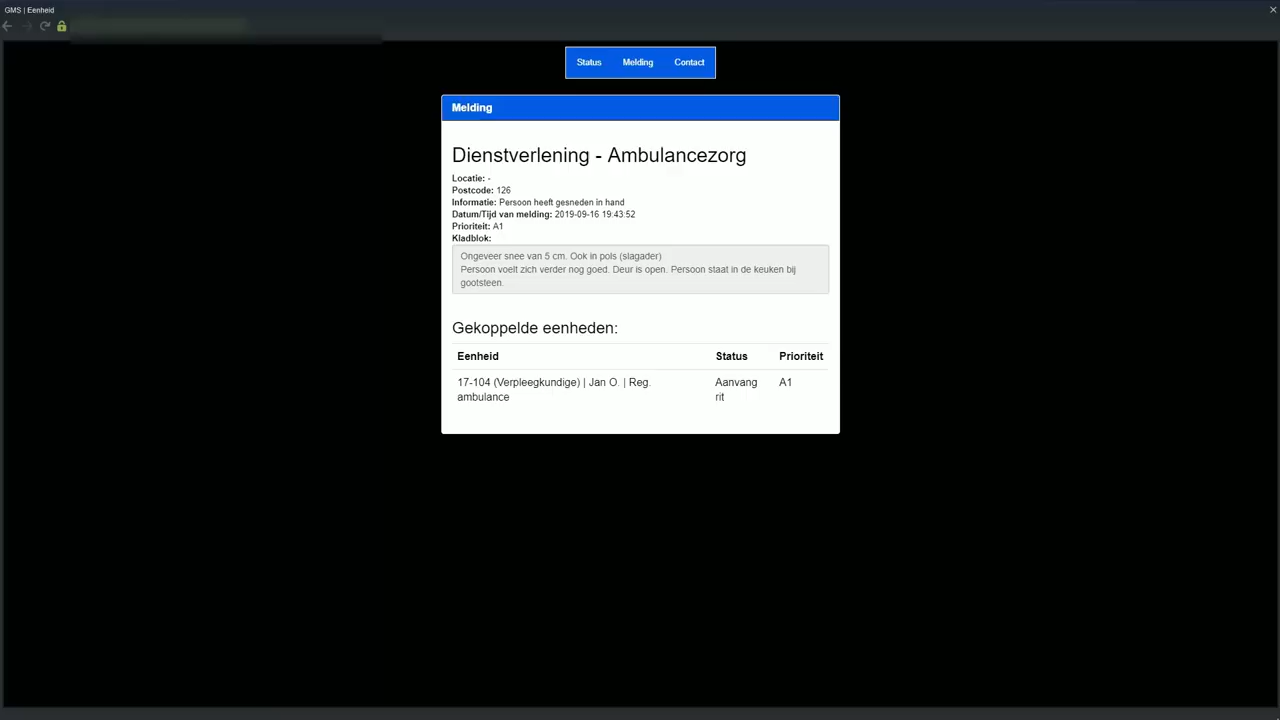 GMS | Eenheid
Status Melding Contact
Melding
Dienstverlening - Ambulancezorg
Locatie: -
Postcode: 126
Informatie: Persoon heeft gesneden in hand
Datum/Tijd van melding: 2019-09-16 19:43:52
Prioriteit: A1
Kladblok:
Ongeveer snee van 5 cm. Ook in pols (slagader)
Persoon voelt zich verder nog goed. Deur is open. Persoon staat in de keuken bij
gootsteen.
Gekoppelde eenheden:
Eenheid Status Prioriteit
17-104 (Verpleegkundige) | Jan O. | Reg. Aanvang A1
ambulance rit